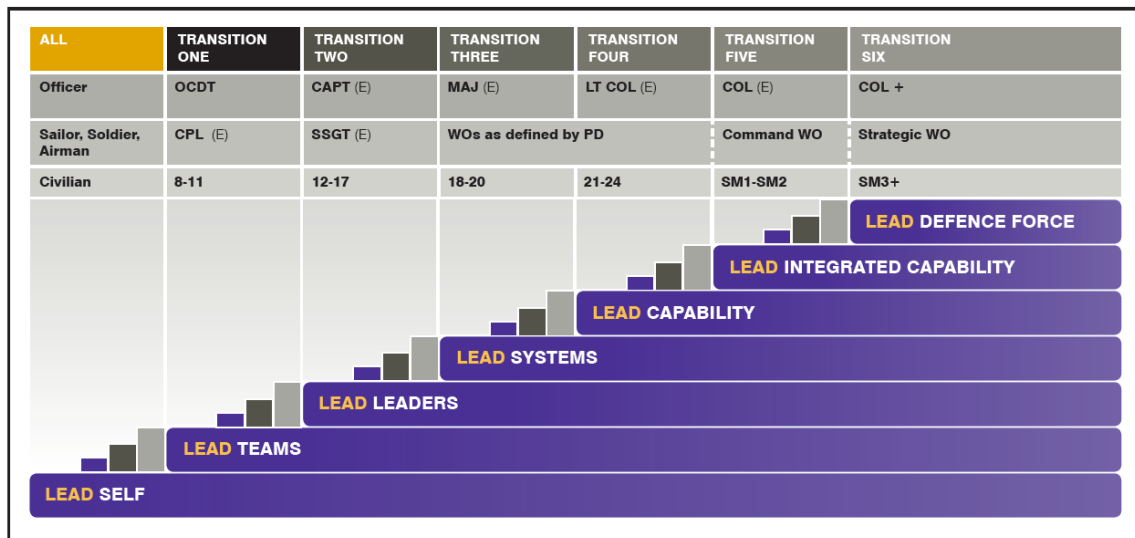 ALL TRANSITION ONE TRANSITION TWO TRANSITION THREE TRANSITION FOUR TRANSITION FIVE TRANSITION SIX
Officer OCDT CAPT (E) MAJ (E) LT COL (E) COL (E) COL +
Sailor, Soldier, Airman CPL (E) SSGT (E) WOs as defined by PD Command WO Strategic WO
Civilian 8-11 12-17 18-20 21-24 SM1-SM2 SM3+
LEAD DEFENCE FORCE
LEAD INTEGRATED CAPABILITY
LEAD CAPABILITY
LEAD SYSTEMS
LEAD LEADERS
LEAD TEAMS
LEAD SELF